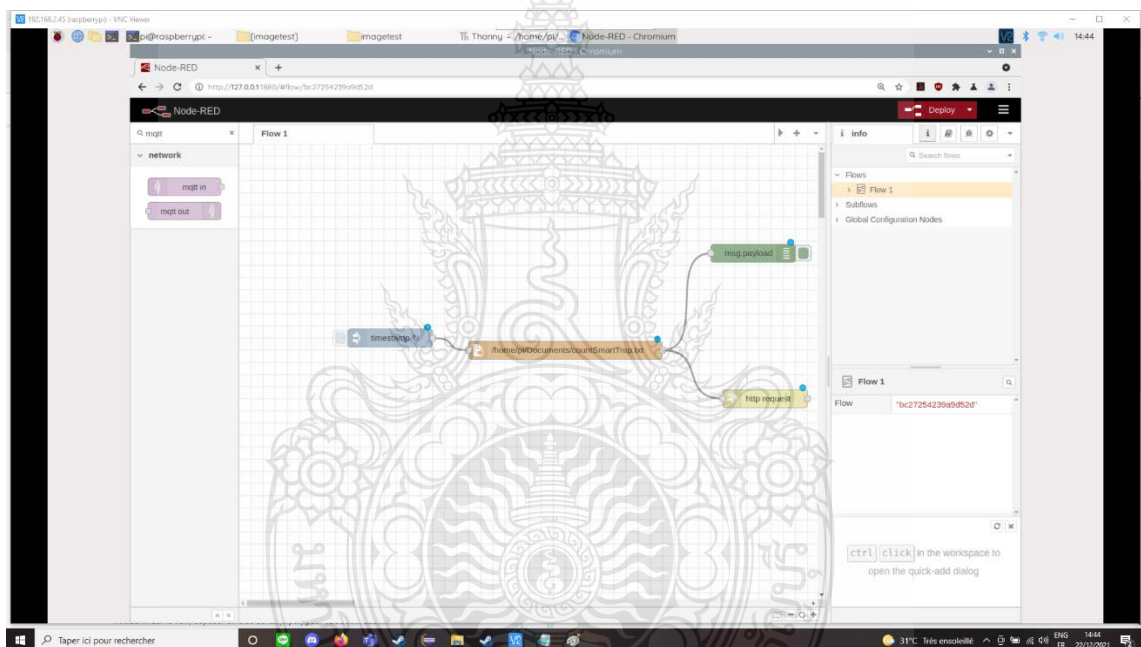 192.168.2.45 (raspberrypi) - VNC Viewer
pi@raspberrypi: ~
[imagetest]
imagetest
Thonny - /home/pi/...
Node-RED - Chromium
14:44
Node-RED - Chromium
Node-RED
http://127.0.0.1:1880/#flow/bc27254239a9d52d
Node-RED
Deploy
mqtt
Flow 1
info
network
Search flows
mqtt in
mqtt out
Flows
Flow 1
Subflows
Global Configuration Nodes
msg.payload
timestamp ↻
/home/pi/Documents/countSmartTrap.txt
http request
Flow 1
Flow
"bc27254239a9d52d"
ctrl click in the workspace to
open the quick-add dialog
Taper ici pour rechercher
31°C Très ensoleillé
ENG
FR
14:44
22/12/2021